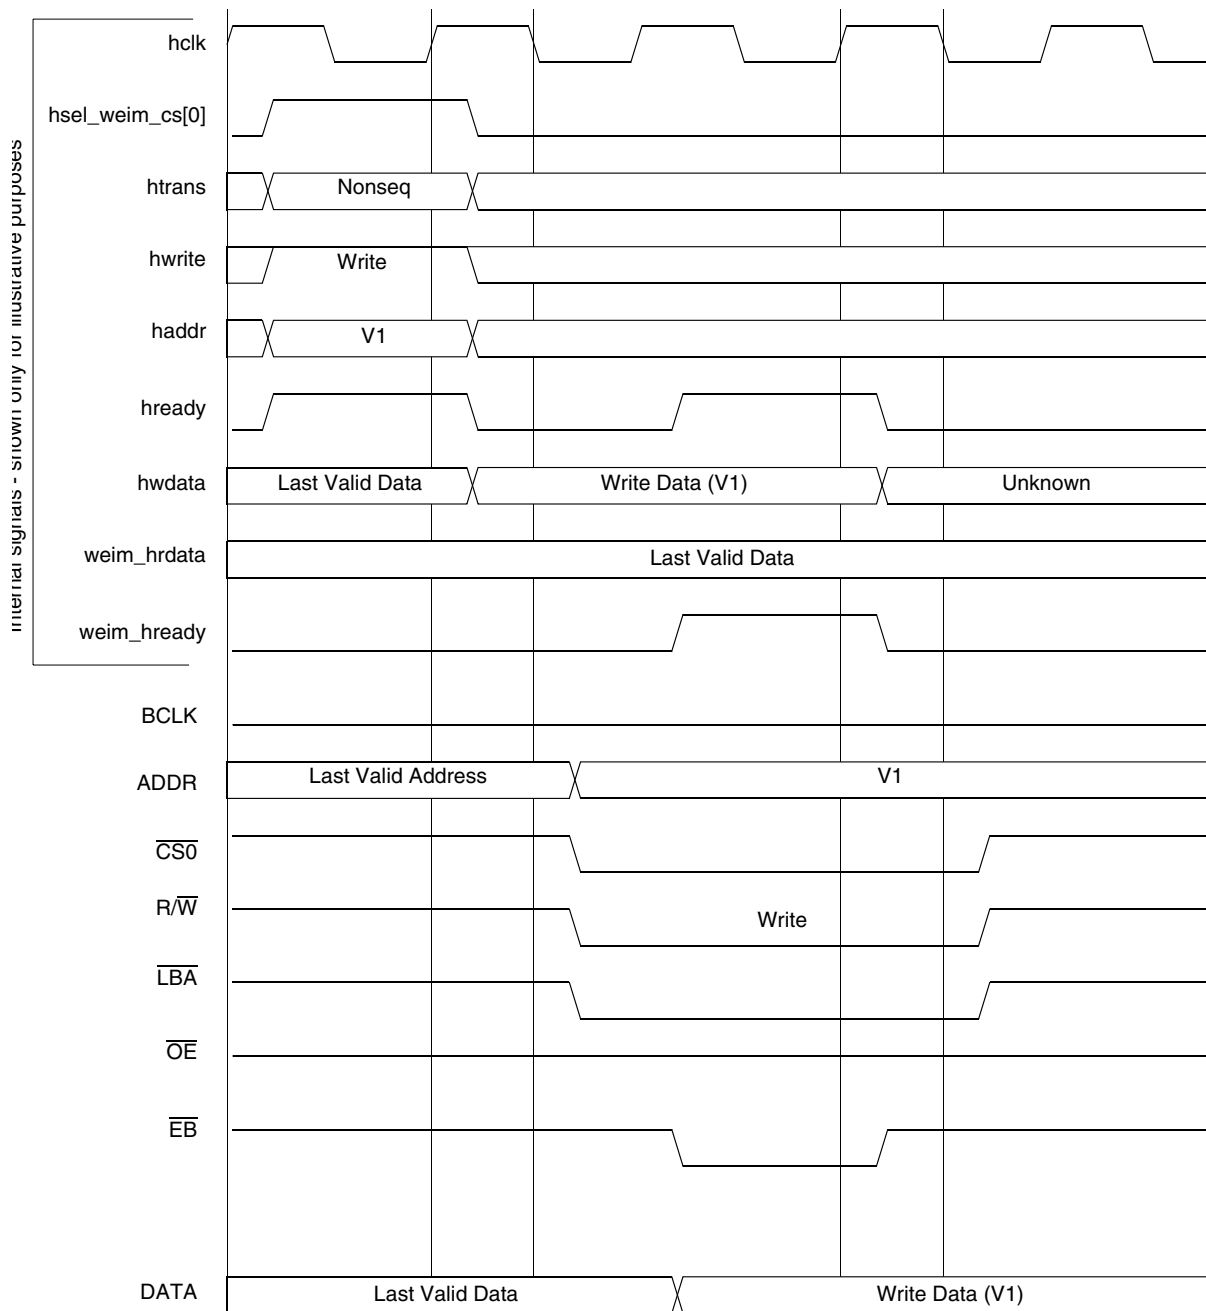 Internal signals - shown only for illustrative purposes
hclk
hsel_weim_cs[0]
htrans
Nonseq
hwrite
Write
haddr
V1
hready
hwdata
Last Valid Data
Write Data (V1)
Unknown
weim_hrdata
Last Valid Data
weim_hready
BCLK
ADDR
Last Valid Address
V1
CS0
R/W
Write
LBA
OE
EB
DATA
Last Valid Data
Write Data (V1)